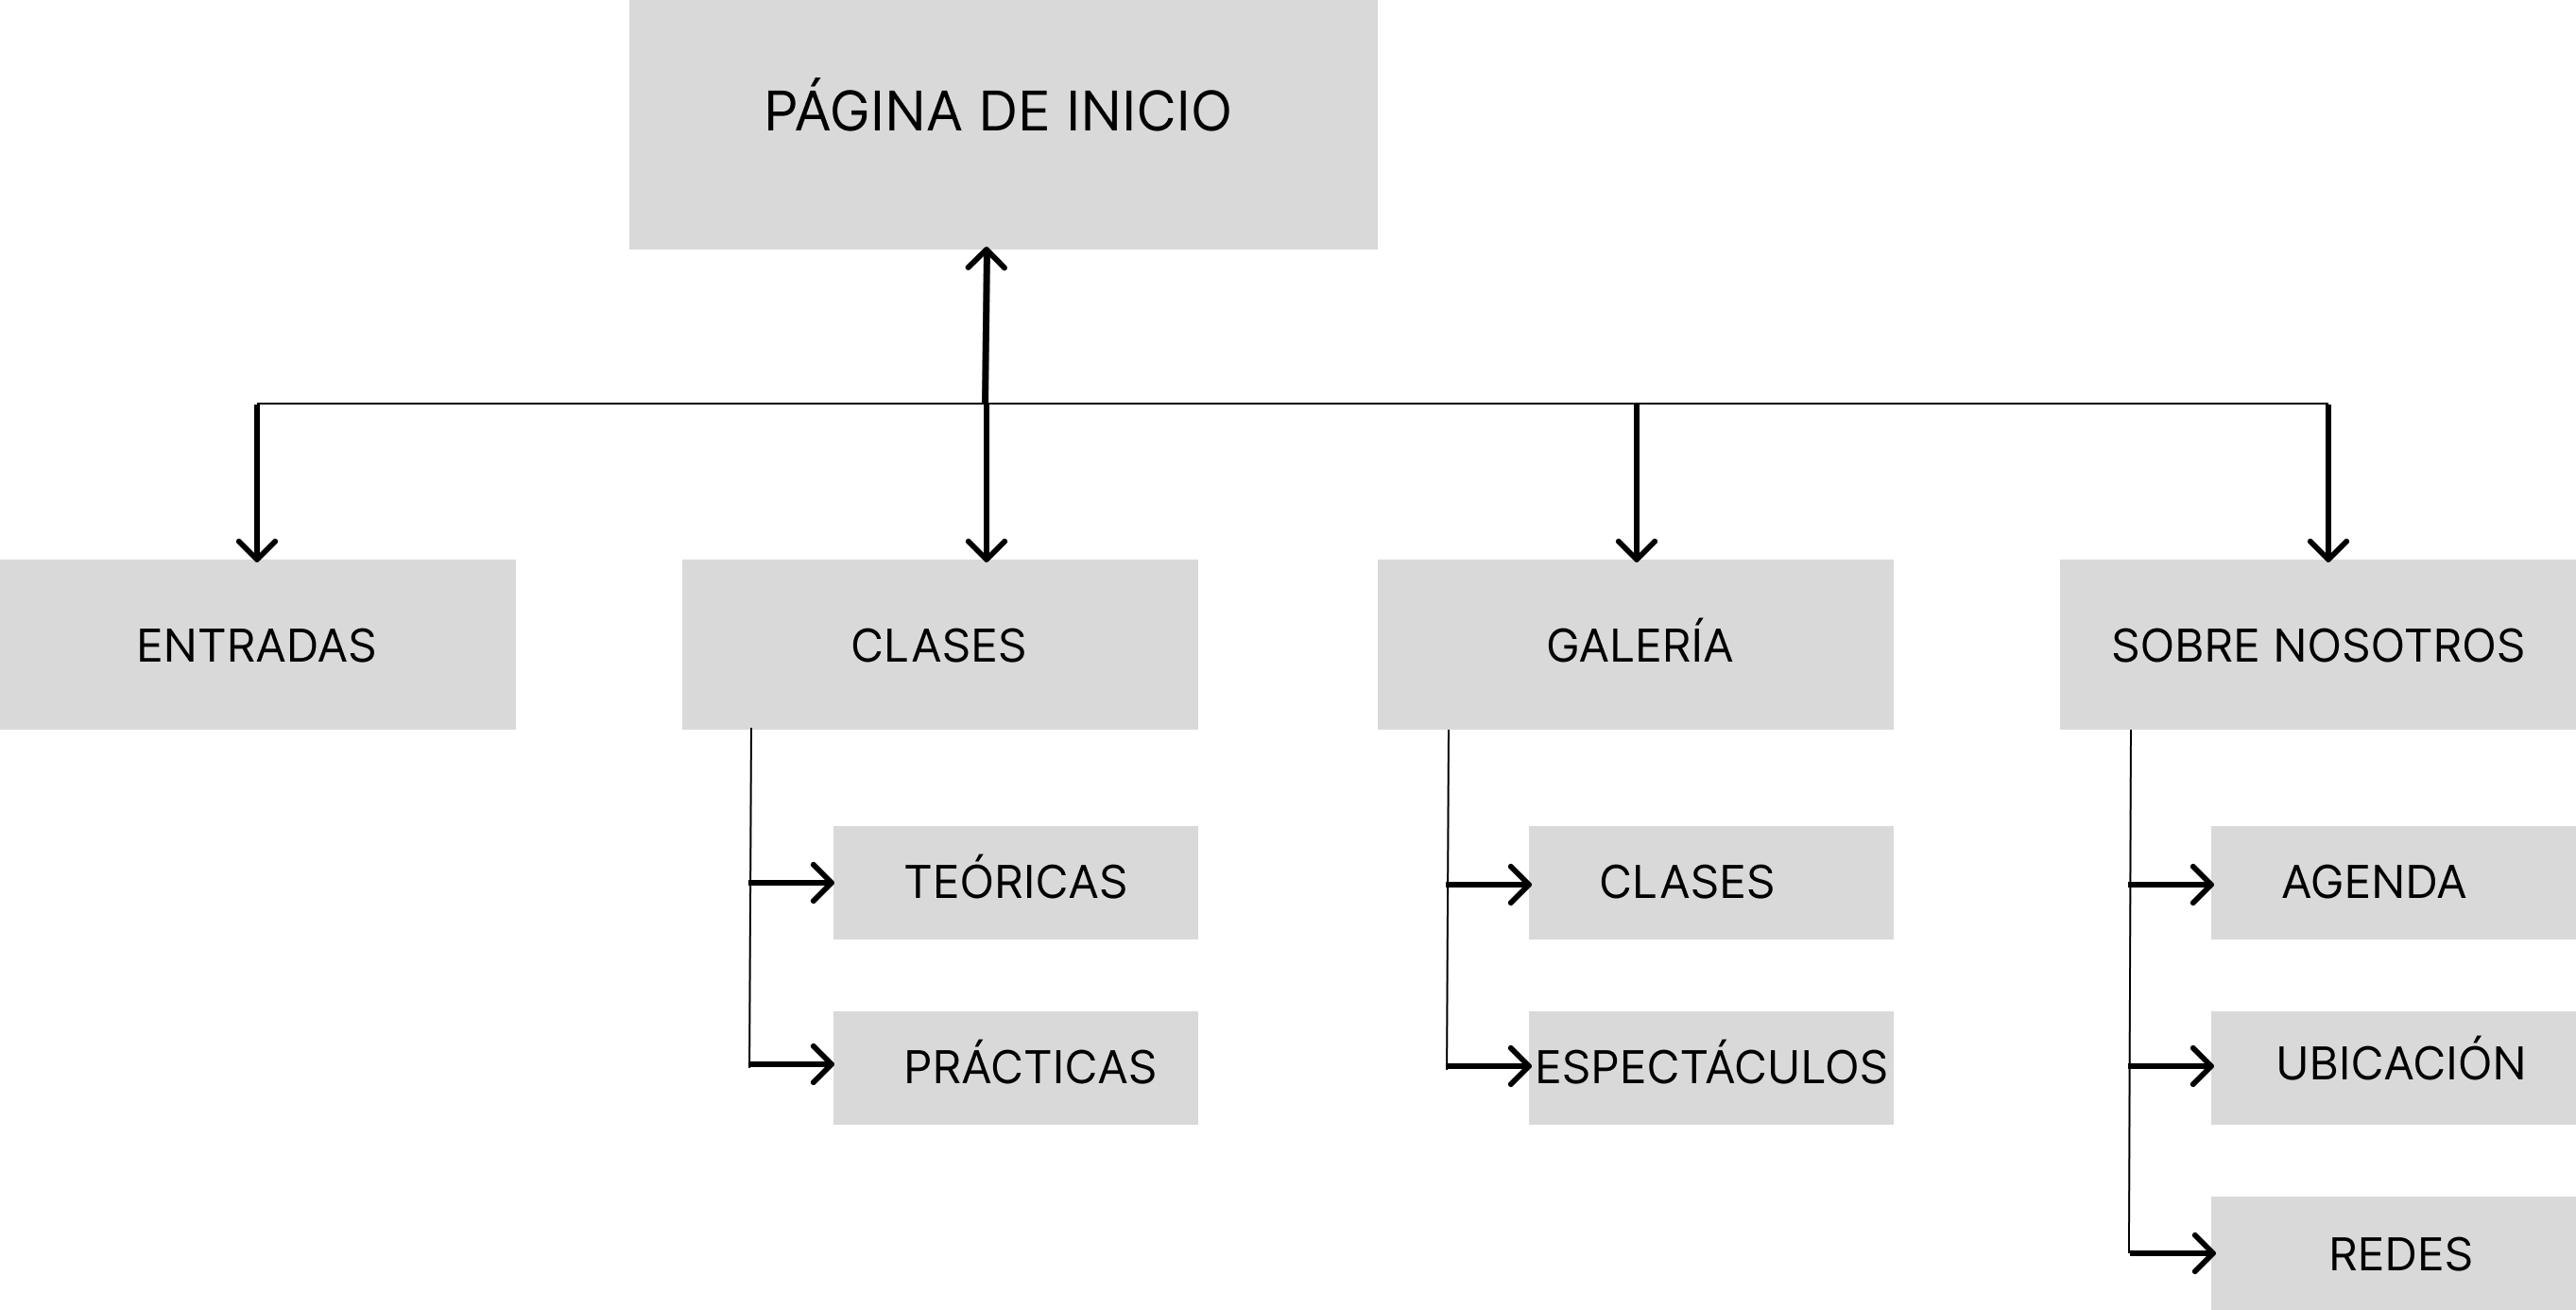 PÁGINA DE INICIO
ENTRADAS
CLASES
GALERÍA
SOBRE NOSOTROS
TEÓRICAS
PRÁCTICAS
CLASES
ESPECTÁCULOS
AGENDA
UBICACIÓN
REDES